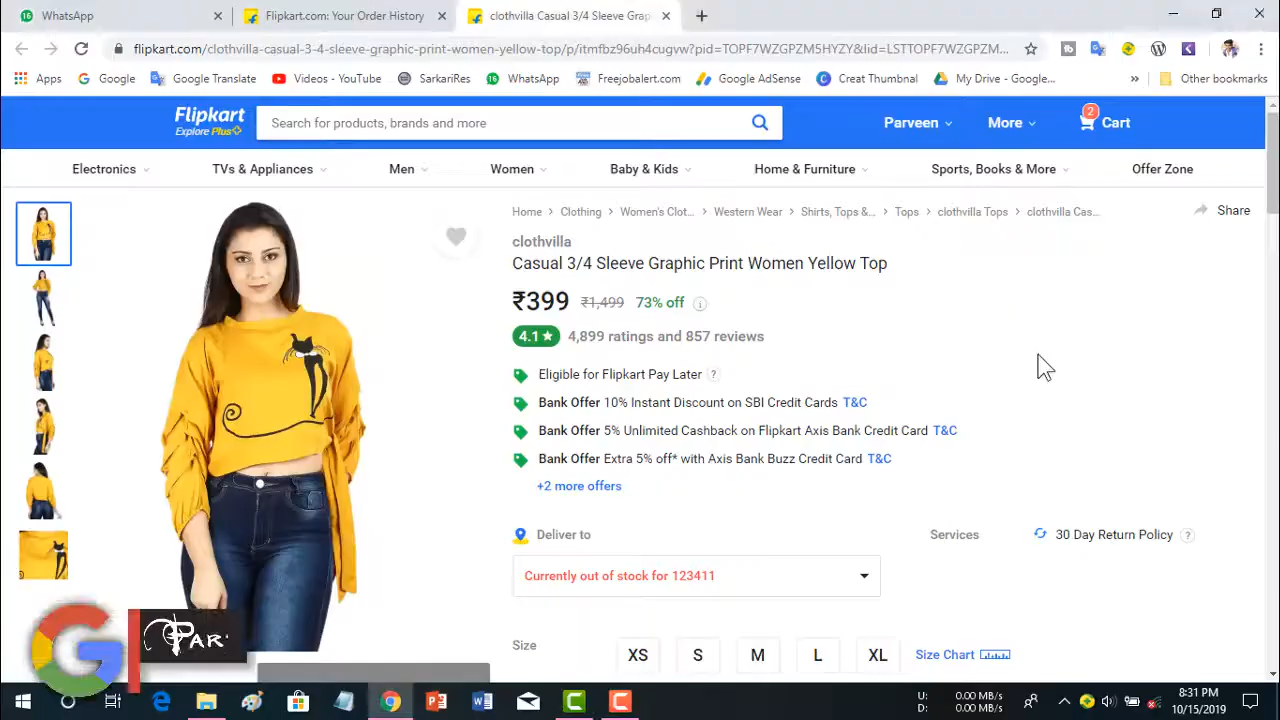 WhatsApp
Flipkart.com: Your Order History
clothvilla Casual 3/4 Sleeve Grap
flipkart.com/clothvilla-casual-3-4-sleeve-graphic-print-women-yellow-top/p/itmfbz96uh4cugvw?pid=TOPF7WZGPZM5HYZY&lid=LSTTOPF7WZGPZM...
Apps Google Google Translate Videos - YouTube SarkariRes WhatsApp Freejobalert.com Google AdSense Creat Thumbnail My Drive - Google... » Other bookmarks
Flipkart
Explore Plus
Search for products, brands and more
Parveen More 2 Cart
Electronics TVs & Appliances Men Women Baby & Kids Home & Furniture Sports, Books & More Offer Zone
Home > Clothing > Women's Clot... > Western Wear > Shirts, Tops &... > Tops > clothvilla Tops > clothvilla Cas...
Share
clothvilla
Casual 3/4 Sleeve Graphic Print Women Yellow Top
₹399 ₹1,499 73% off
4.1★ 4,899 ratings and 857 reviews
Eligible for Flipkart Pay Later ?
Bank Offer 10% Instant Discount on SBI Credit Cards T&C
Bank Offer 5% Unlimited Cashback on Flipkart Axis Bank Credit Card T&C
Bank Offer Extra 5% off* with Axis Bank Buzz Credit Card T&C
+2 more offers
Deliver to
Currently out of stock for 123411
Services 30 Day Return Policy ?
Size XS S M L XL Size Chart
U: 0.00 MB/s
D: 0.00 MB/s
8:31 PM
10/15/2019